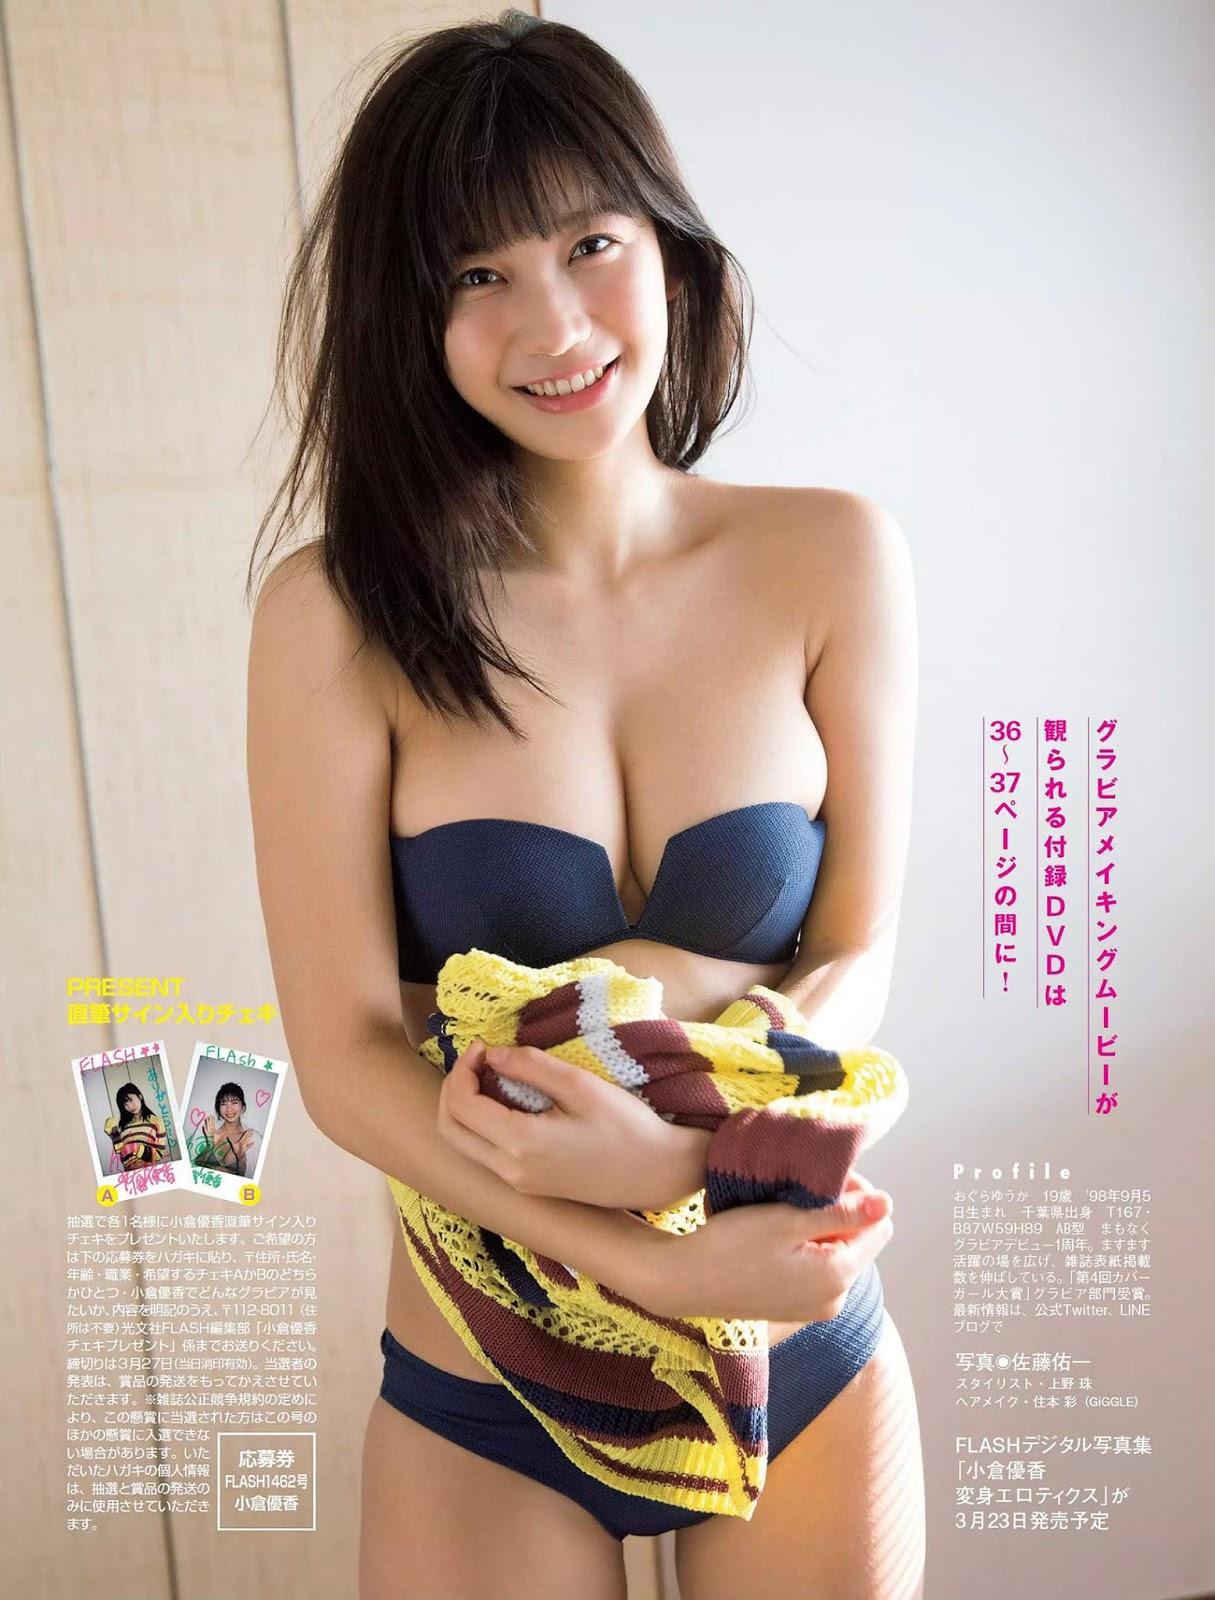 グラビアメイキングムービーが
観られる付録DVDは
36〜37ページの間に！
PRESENT
直筆サイン入りチェキ
FLASH
ありがとう
小倉優香
FLASH
A
B
抽選で各1名様に小倉優香直筆サイン入り
チェキをプレゼントいたします。ご希望の方
は下の応募券をハガキに貼り、〒住所・氏名・
年齢・職業・希望するチェキAかBのどちら
かひとつ・小倉優香でどんなグラビアが見
たいか、内容を明記のうえ、〒112-8011（住
所は不要）光文社FLASH編集部「小倉優香
チェキプレゼント」係までお送りください。
締切りは3月27日（当日消印有効）。当選者の
発表は、賞品の発送をもってかえさせてい
ただきます。※雑誌公正競争規約の定めに
より、この懸賞に当選された方はこの号の
ほかの懸賞に入選できな
い場合があります。いた
だいたハガキの個人情報
は、抽選と賞品の発送の
みに使用させていただき
ます。
応募券
FLASH1462号
小倉優香
Profile
おぐらゆうか　19歳　'98年9月5
日生まれ　千葉県出身　T167・
B87W59H89　AB型　まもなく
グラビアデビュー1周年。ますます
活躍の場を広げ、雑誌表紙掲載
数を伸ばしている。「第4回カバー
ガール大賞」グラビア部門受賞。
最新情報は、公式Twitter、LINE
ブログで
写真◉佐藤佑一
スタイリスト・上野 珠
ヘアメイク・住本 彩（GiGGLE）
FLASHデジタル写真集
「小倉優香
変身エロティクス」が
3月23日発売予定